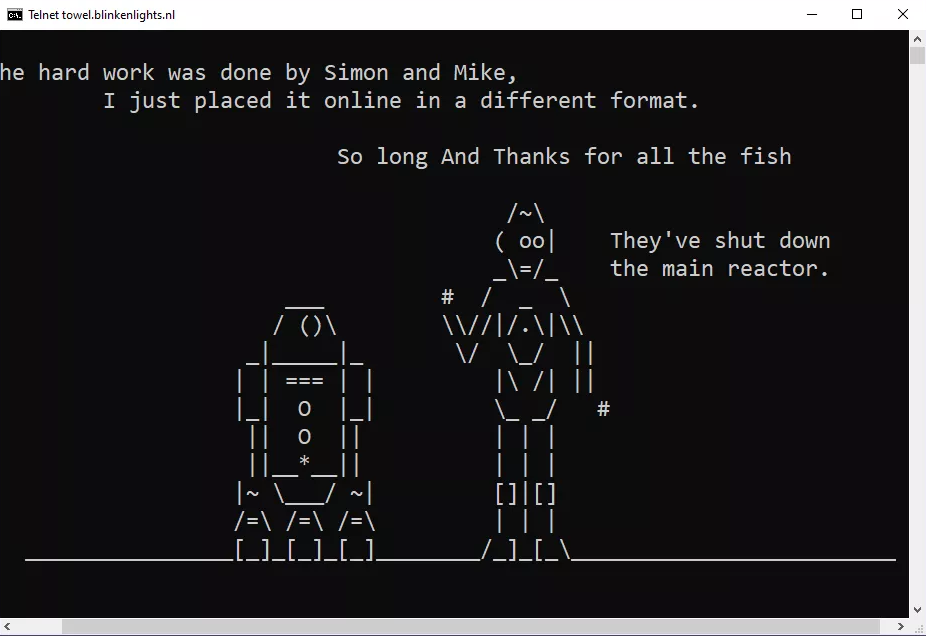 Telnet towel.blinkenlights.nl
he hard work was done by Simon and Mike,
I just placed it online in a different format.
So long And Thanks for all the fish
They've shut down
the main reactor.